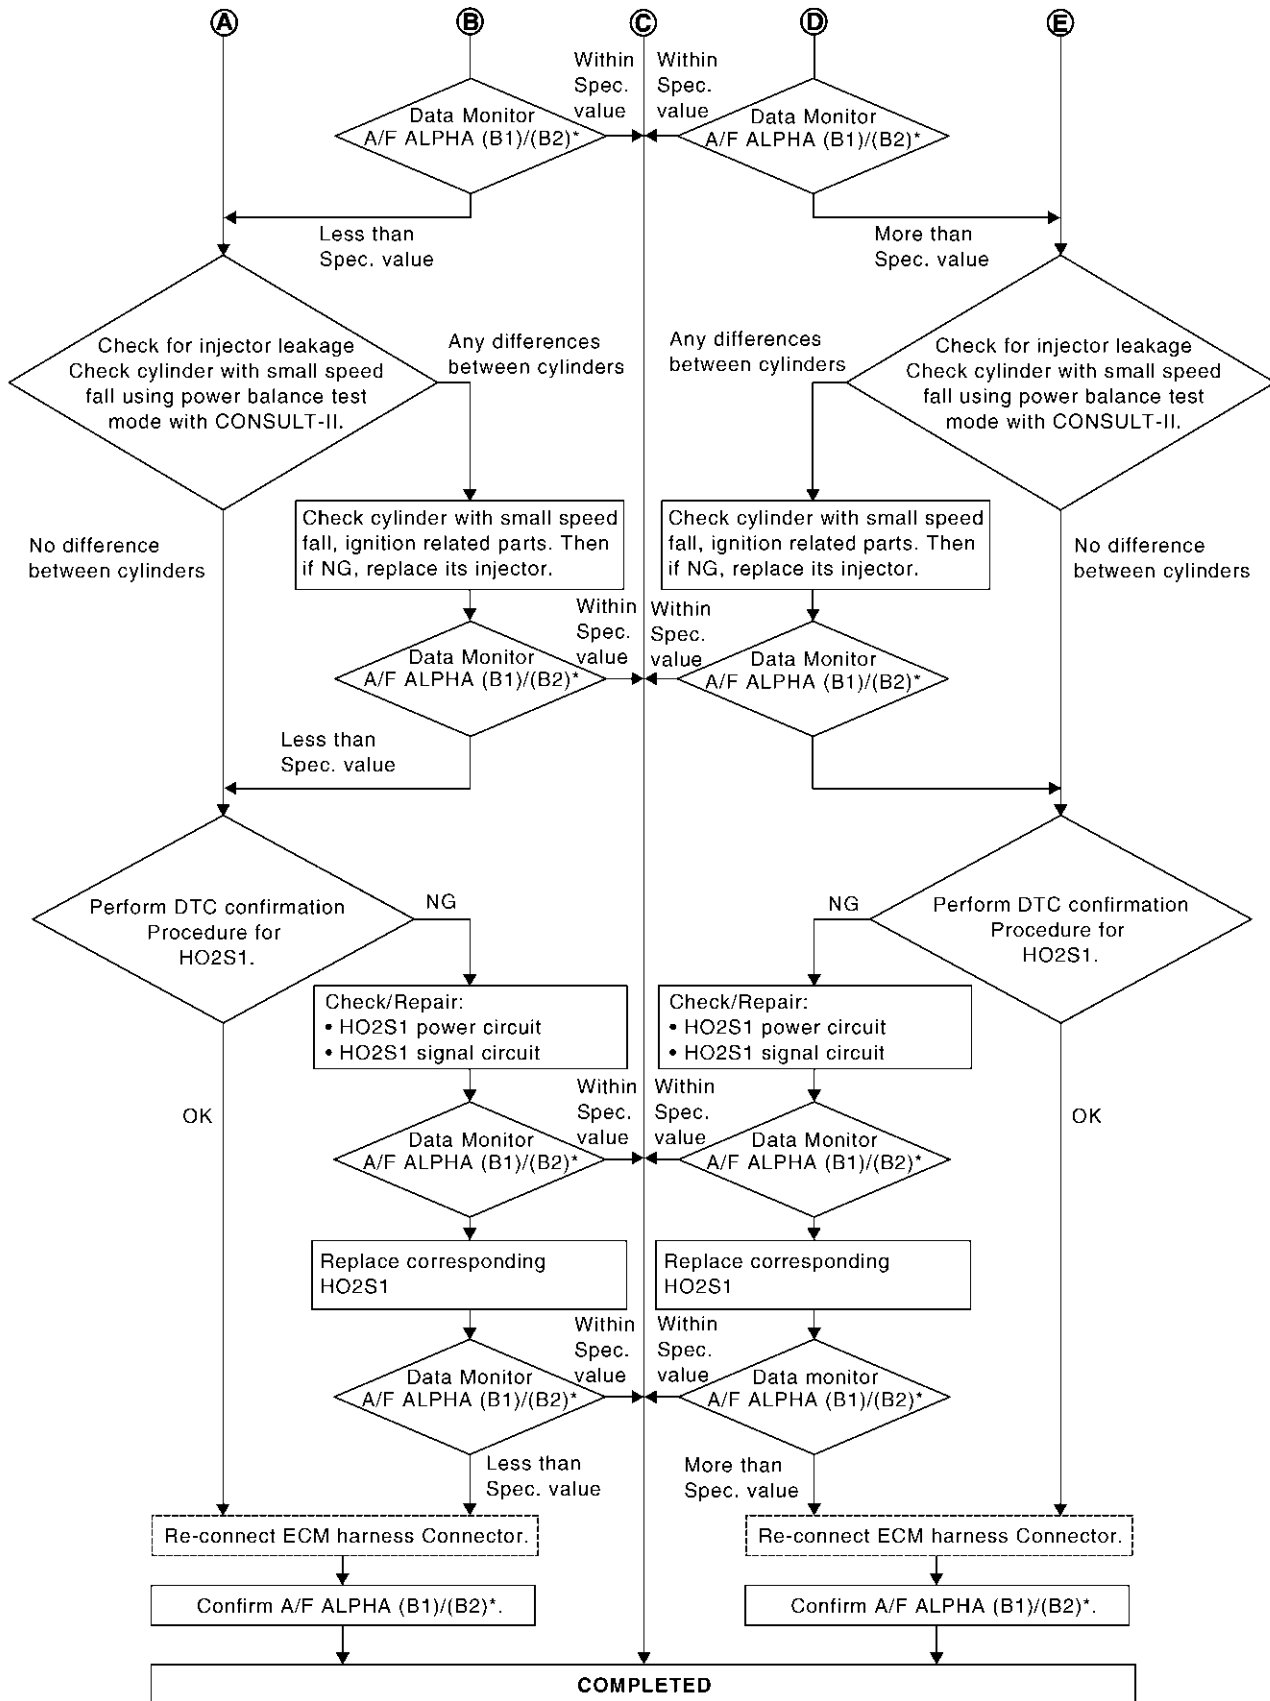 A
B
C
D
E
Within
Spec.
value
Within
Spec.
value
Data Monitor
A/F ALPHA (B1)/(B2)*
Data Monitor
A/F ALPHA (B1)/(B2)*
Less than
Spec. value
More than
Spec. value
Check for injector leakage
Check cylinder with small speed
fall using power balance test
mode with CONSULT-II.
Any differences
between cylinders
Any differences
between cylinders
Check for injector leakage
Check cylinder with small speed
fall using power balance test
mode with CONSULT-II.
No difference
between cylinders
Check cylinder with small speed
fall, ignition related parts. Then
if NG, replace its injector.
Check cylinder with small speed
fall, ignition related parts. Then
if NG, replace its injector.
No difference
between cylinders
Within
Spec.
value
Within
Spec.
value
Data Monitor
A/F ALPHA (B1)/(B2)*
Data Monitor
A/F ALPHA (B1)/(B2)*
Less than
Spec. value
Perform DTC confirmation
Procedure for
HO2S1.
NG
NG
Perform DTC confirmation
Procedure for
HO2S1.
Check/Repair:
• HO2S1 power circuit
• HO2S1 signal circuit
Check/Repair:
• HO2S1 power circuit
• HO2S1 signal circuit
OK
Within
Spec.
value
Within
Spec.
value
OK
Data Monitor
A/F ALPHA (B1)/(B2)*
Data Monitor
A/F ALPHA (B1)/(B2)*
Replace corresponding
HO2S1
Replace corresponding
HO2S1
Within
Spec.
value
Within
Spec.
value
Data Monitor
A/F ALPHA (B1)/(B2)*
Data monitor
A/F ALPHA (B1)/(B2)*
Less than
Spec. value
More than
Spec. value
Re-connect ECM harness Connector.
Re-connect ECM harness Connector.
Confirm A/F ALPHA (B1)/(B2)*.
Confirm A/F ALPHA (B1)/(B2)*.
COMPLETED